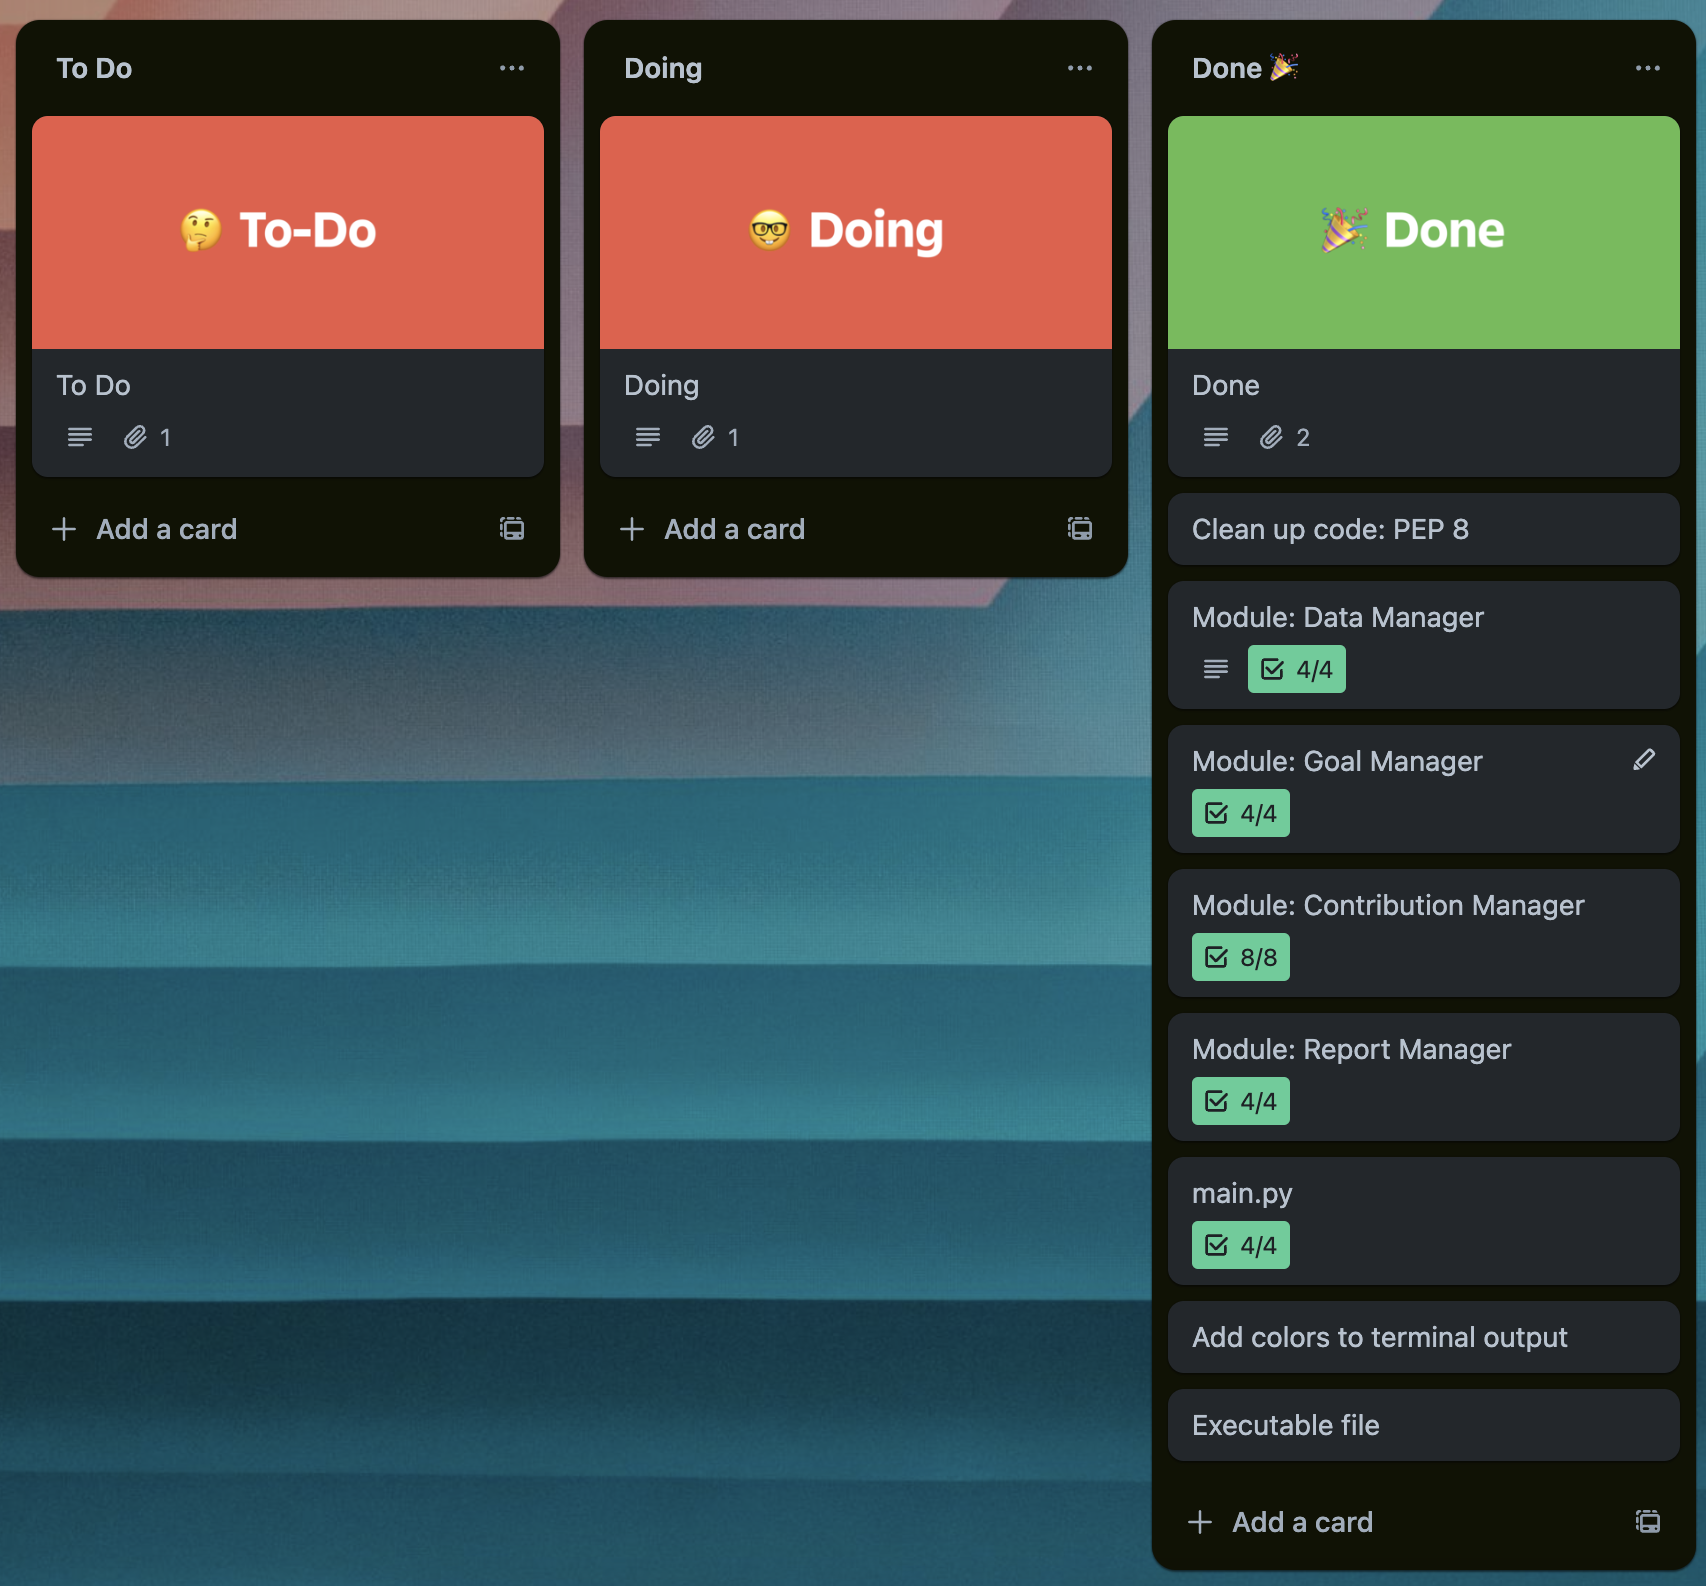 To Do
🤔 To-Do
To Do
1
Add a card
Doing
🤓 Doing
Doing
1
Add a card
Done 🎉
🎉 Done
Done
2
Clean up code: PEP 8
Module: Data Manager
4/4
Module: Goal Manager
4/4
Module: Contribution Manager
8/8
Module: Report Manager
4/4
main.py
4/4
Add colors to terminal output
Executable file
Add a card